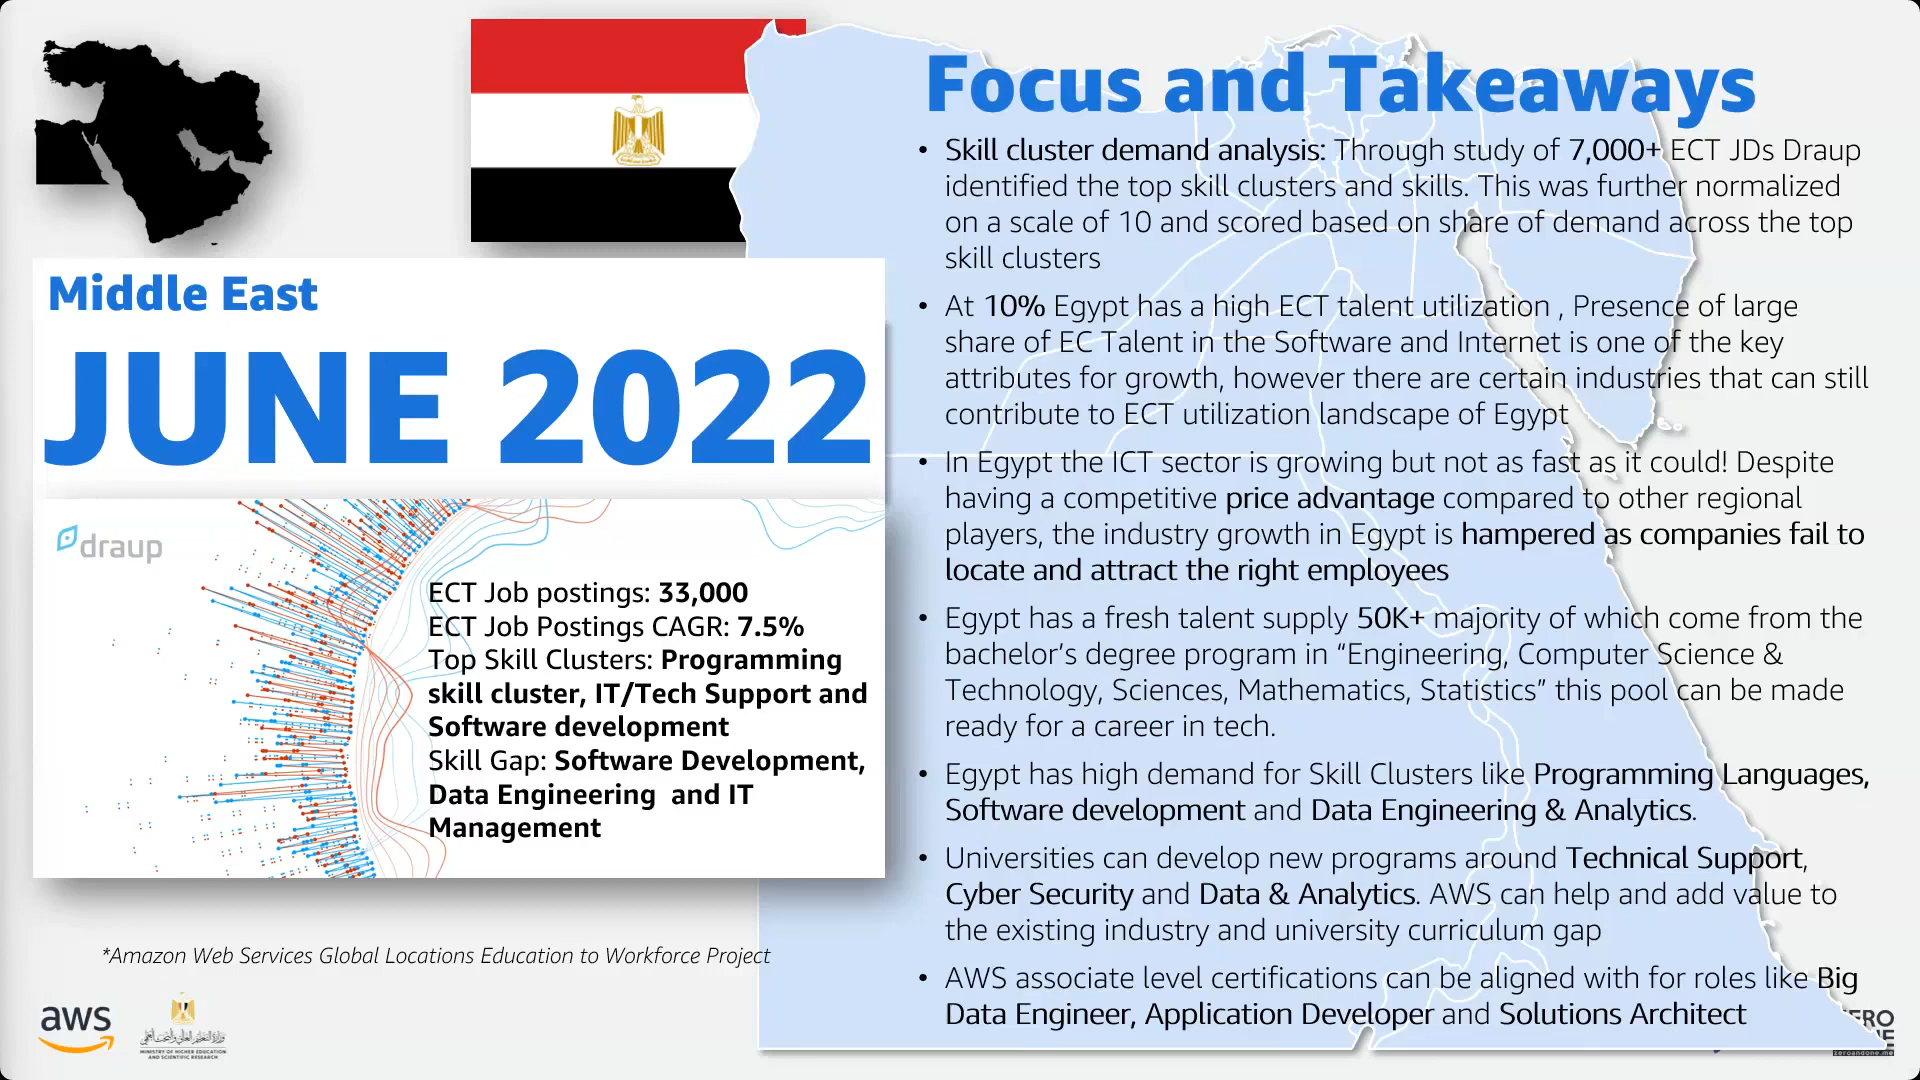 Focus and Takeaways
Middle East
JUNE 2022
draup
ECT Job postings: 33,000
ECT Job Postings CAGR: 7.5%
Top Skill Clusters: Programming
skill cluster, IT/Tech Support and
Software development
Skill Gap: Software Development,
Data Engineering and IT
Management
*Amazon Web Services Global Locations Education to Workforce Project
aws
وزارة التعليم العالي والبحث العلمي
MINISTRY OF HIGHER EDUCATION
AND SCIENTIFIC RESEARCH
• Skill cluster demand analysis: Through study of 7,000+ ECT JDs Draup
identified the top skill clusters and skills. This was further normalized
on a scale of 10 and scored based on share of demand across the top
skill clusters
• At 10% Egypt has a high ECT talent utilization , Presence of large
share of EC Talent in the Software and Internet is one of the key
attributes for growth, however there are certain industries that can still
contribute to ECT utilization landscape of Egypt
• In Egypt the ICT sector is growing but not as fast as it could! Despite
having a competitive price advantage compared to other regional
players, the industry growth in Egypt is hampered as companies fail to
locate and attract the right employees
• Egypt has a fresh talent supply 50K+ majority of which come from the
bachelor’s degree program in “Engineering, Computer Science &
Technology, Sciences, Mathematics, Statistics” this pool can be made
ready for a career in tech.
• Egypt has high demand for Skill Clusters like Programming Languages,
Software development and Data Engineering & Analytics.
• Universities can develop new programs around Technical Support,
Cyber Security and Data & Analytics. AWS can help and add value to
the existing industry and university curriculum gap
• AWS associate level certifications can be aligned with for roles like Big
Data Engineer, Application Developer and Solutions Architect
zeroandone.me